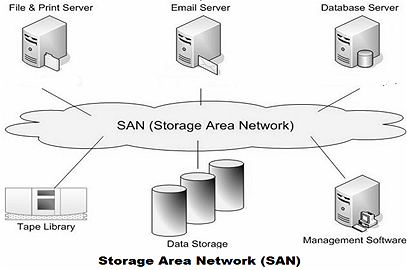 File & Print Server
Email Server
Database Server
SAN (Storage Area Network)
Tape Library
Data Storage
Management Software
Storage Area Network (SAN)